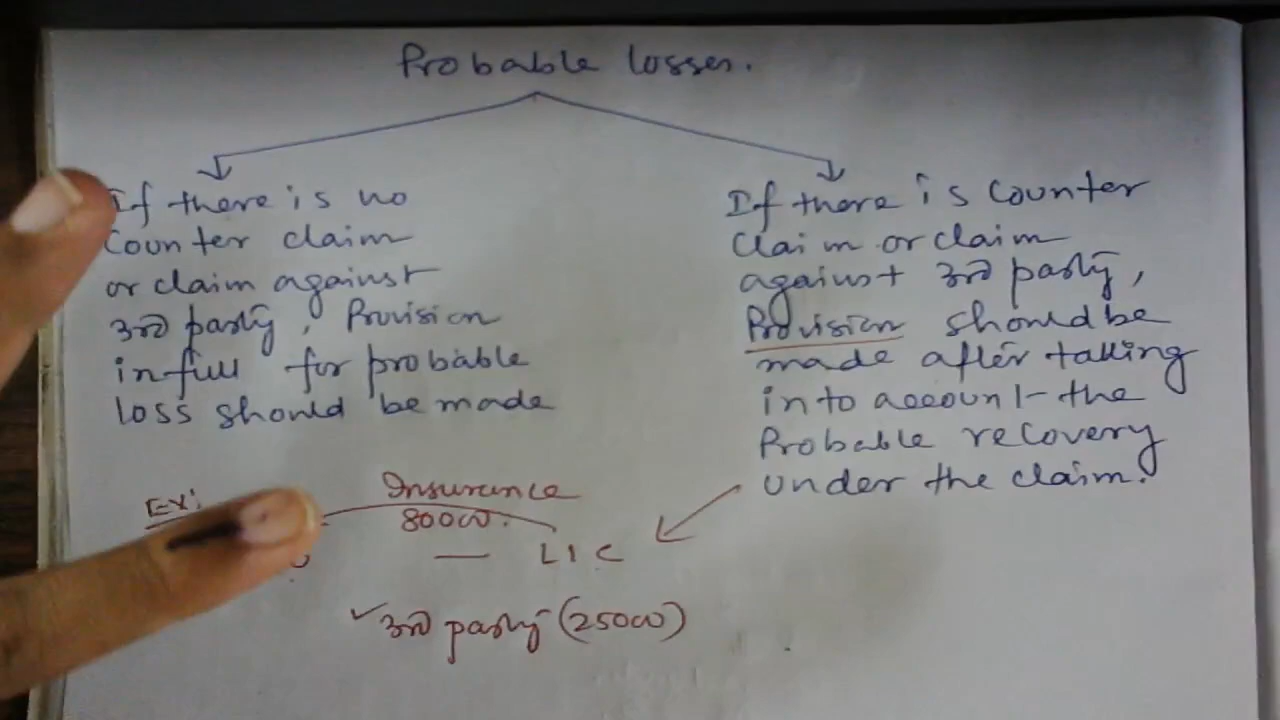 Probable losses.
If there is no
counter claim
or claim against
3rd party, Provision
in full for probable
loss should be made
If there is counter
claim or claim
against 3rd party,
Provision should be
made after taking
into account the
Probable recovery
under the claim.
Ex:
Insurance
80000.
— LIC
✓3rd party (25000)